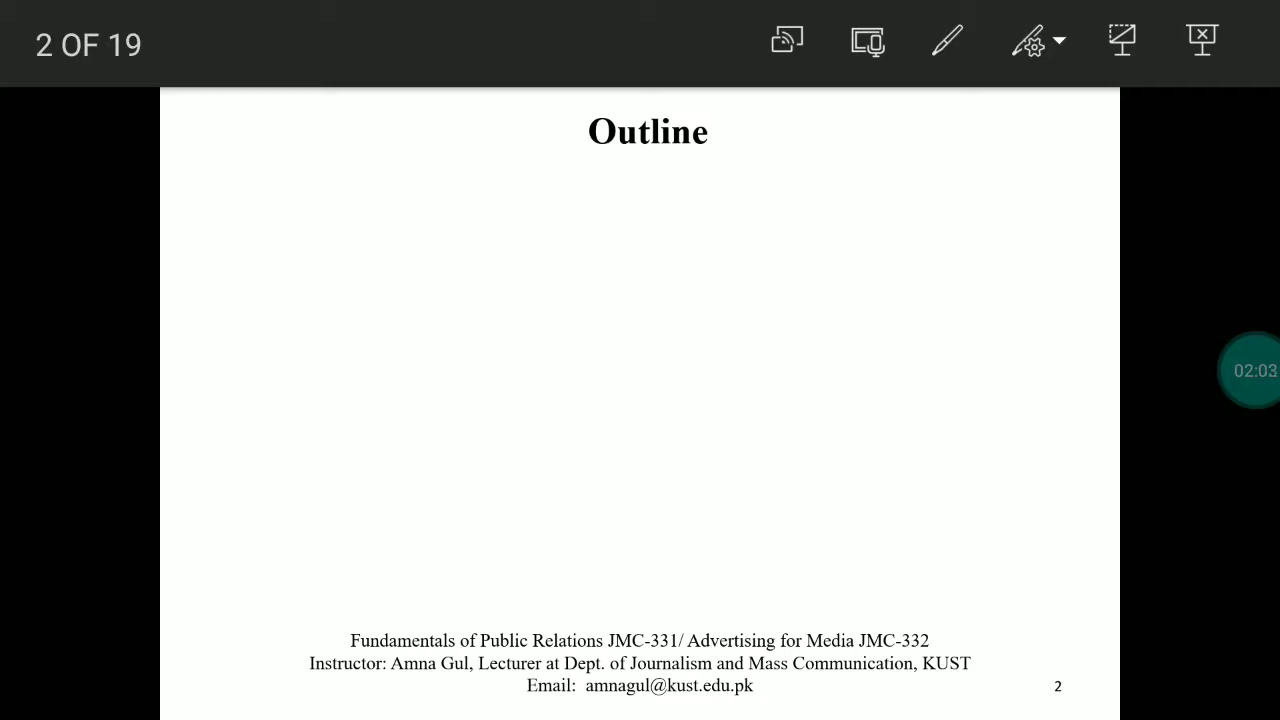 2 OF 19
Outline
02:03
Fundamentals of Public Relations JMC-331/ Advertising for Media JMC-332
Instructor: Amna Gul, Lecturer at Dept. of Journalism and Mass Communication, KUST
Email:  amnagul@kust.edu.pk
2